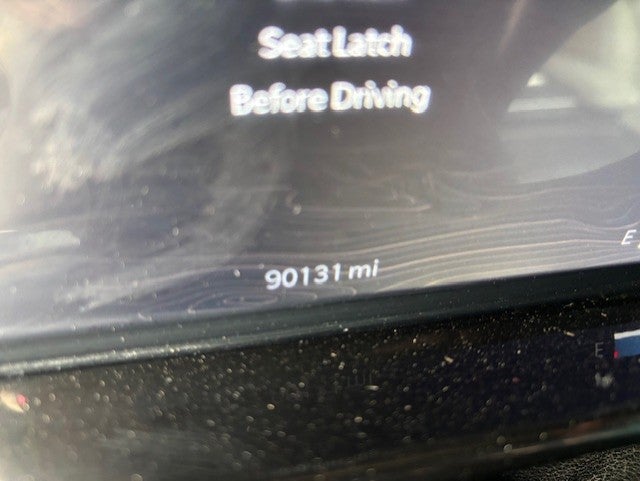 Seat Latch
Before Driving
E
90131 mi
E